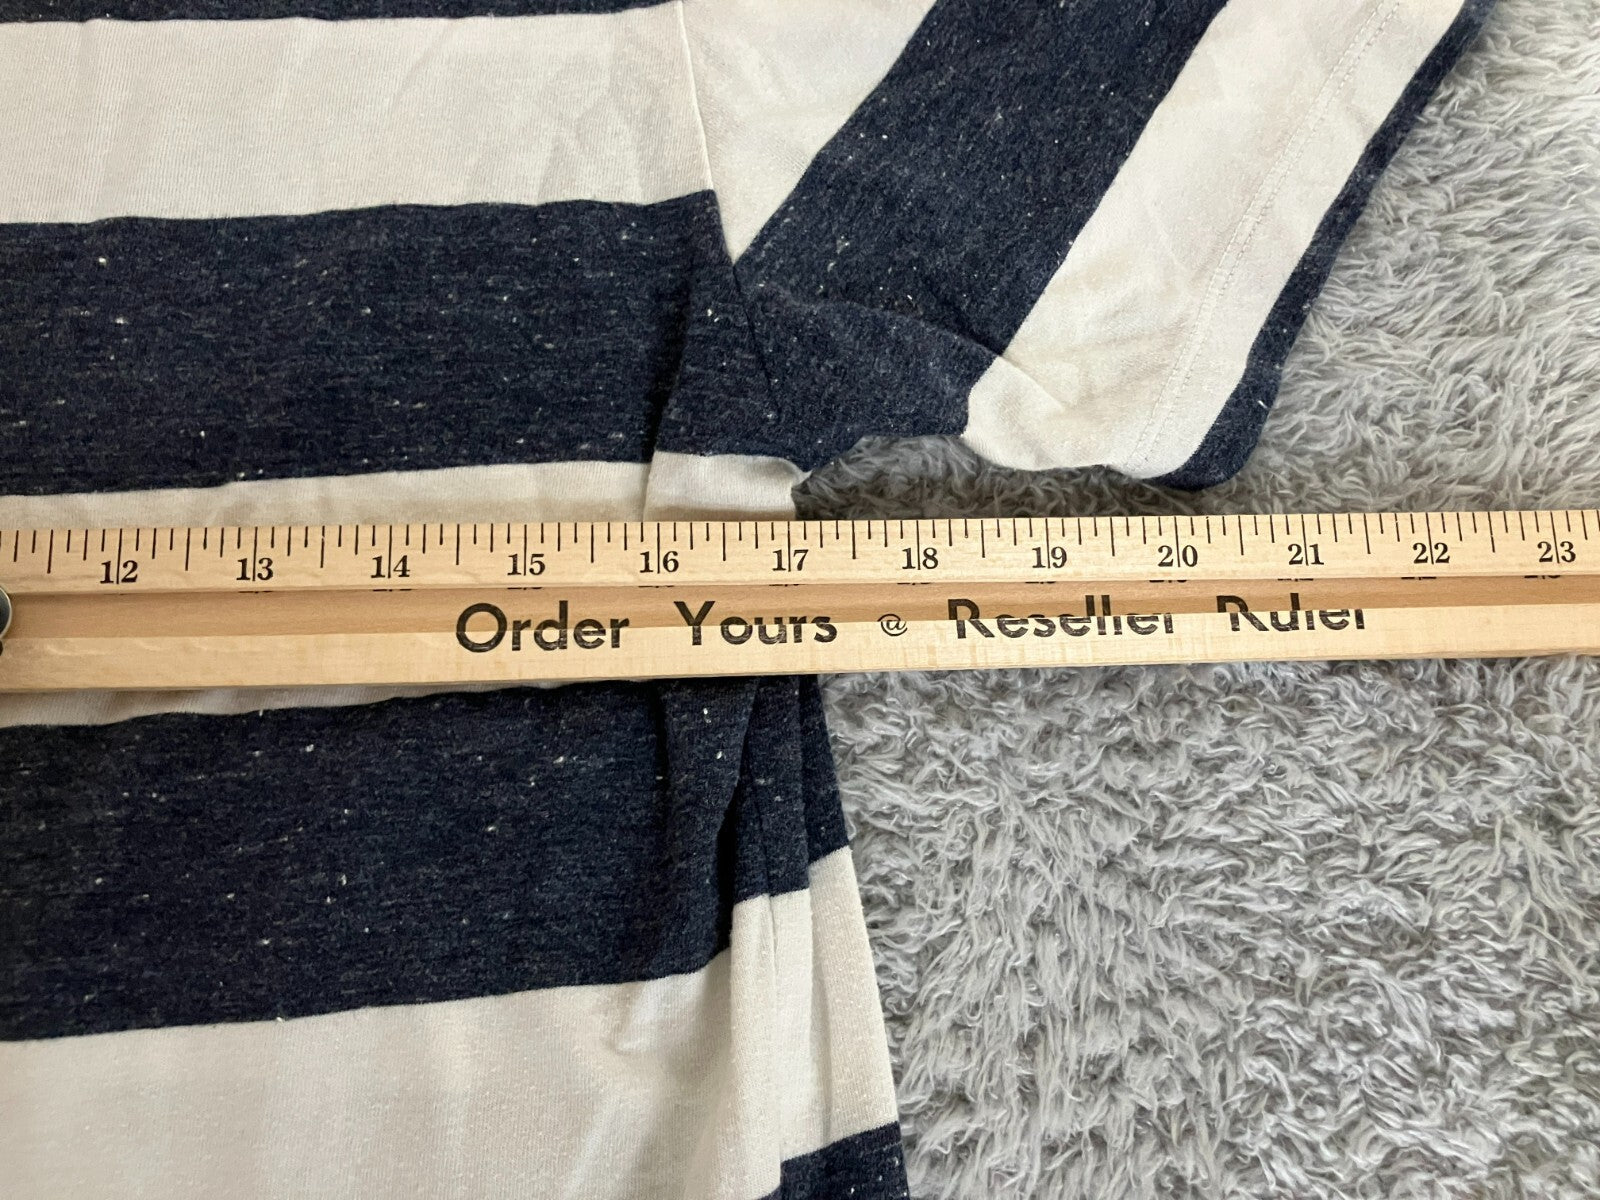 12 13 14 15 16 17 18 19 20 21 22 23
Order Yours @ Reseller Ruler